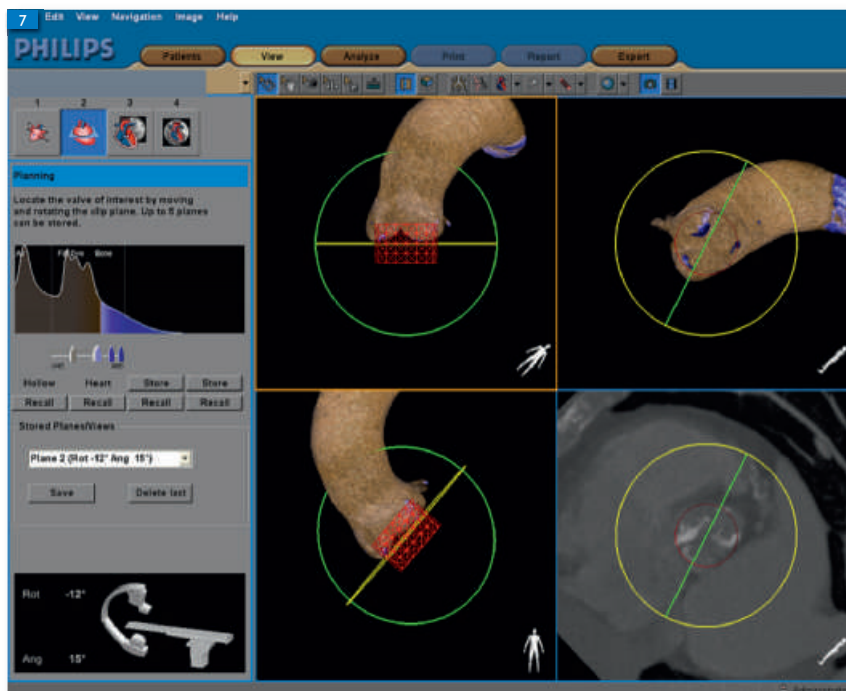 7 Edit View Navigation Image Help
PHILIPS
Patients View Analyze Print Report Export
1 2 3 4
Planning
Locate the valve of interest by moving
and rotating the clip plane. Up to 5 planes
can be stored.
Bone
Hollow Heart Store Store
Recall Recall Recall Recall
Stored Planes/Views
Plane 2 (Rot -12° Ang 15°)
Save Delete last
Rot -12°
Ang 15°